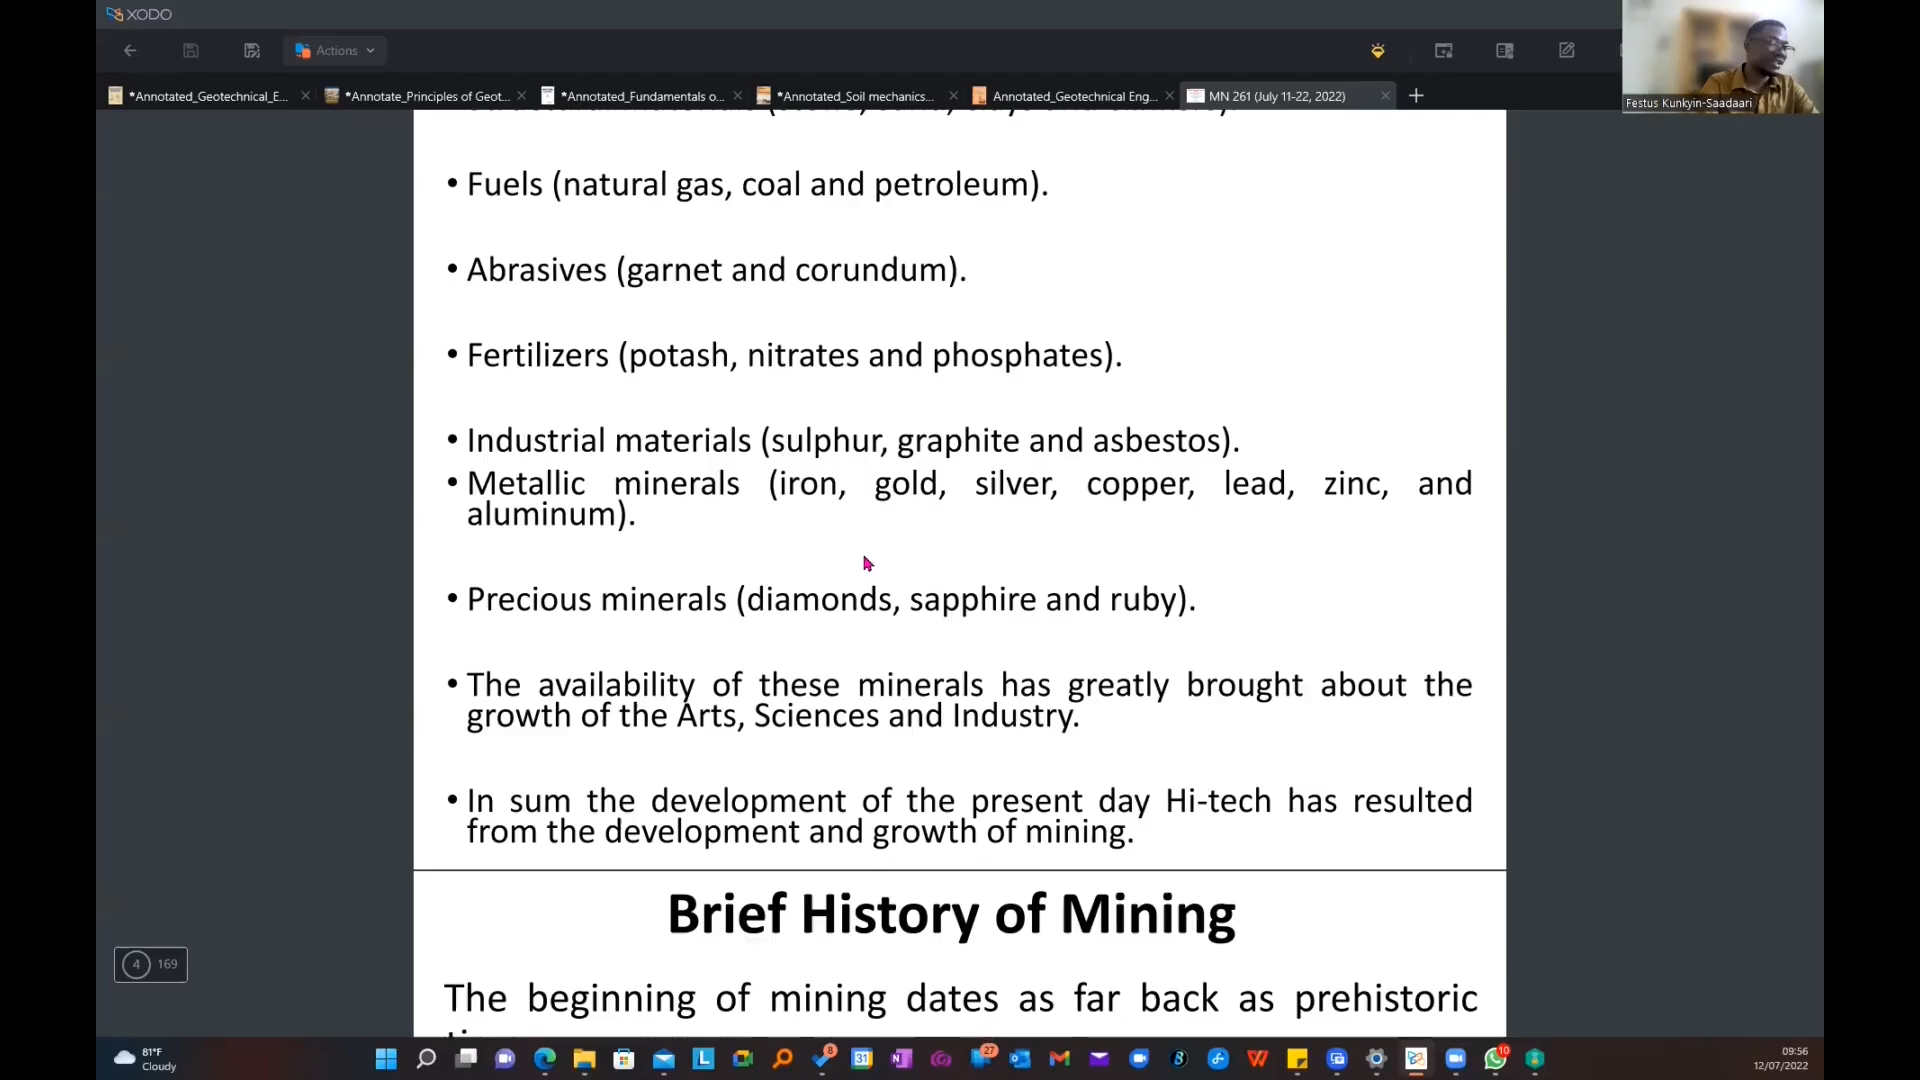 XODO
Actions
*Annotated_Geotechnical_E...
*Annotate_Principles of Geot...
*Annotated_Fundamentals o...
*Annotated_Soil mechanics...
Annotated_Geotechnical Eng...
MN 261 (July 11-22, 2022)
Festus Kunkyin-Saadaari
• Fuels (natural gas, coal and petroleum).
• Abrasives (garnet and corundum).
• Fertilizers (potash, nitrates and phosphates).
• Industrial materials (sulphur, graphite and asbestos).
• Metallic minerals (iron, gold, silver, copper, lead, zinc, and
aluminum).
• Precious minerals (diamonds, sapphire and ruby).
• The availability of these minerals has greatly brought about the
growth of the Arts, Sciences and Industry.
• In sum the development of the present day Hi-tech has resulted
from the development and growth of mining.
Brief History of Mining
4 169
The beginning of mining dates as far back as prehistoric
81°F
Cloudy
8
31
27
10
09:56
12/07/2022